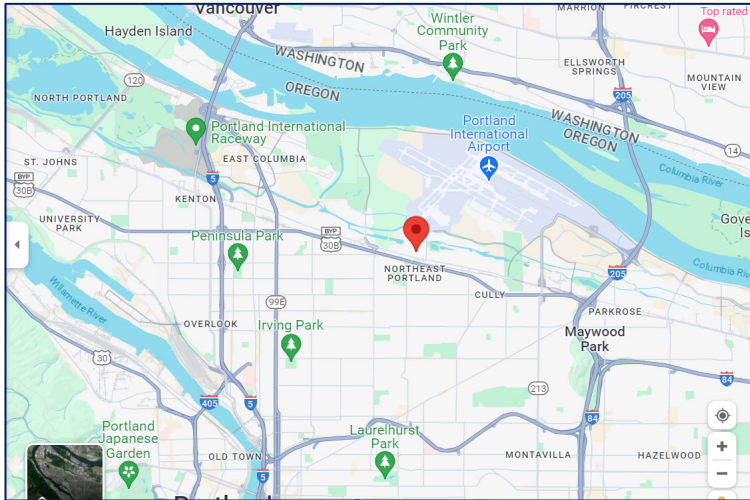 Vancouver
MARRION
FIRCREST
Top rated
Wintler
Community
Park
Hayden Island
WASHINGTON
OREGON
ELLSWORTH
SPRINGS
MOUNTAIN
VIEW
120
205
NORTH PORTLAND
Portland
International
Airport
WASHINGTON
OREGON
Portland International
Raceway
EAST COLUMBIA
14
ST. JOHNS
BYP
30B
5
Columbia River
KENTON
UNIVERSITY
PARK
Peninsula Park
BYP
30B
NORTHEAST
PORTLAND
Columbia R
205
CULLY
Willamette River
99E
PARKROSE
OVERLOOK
Irving Park
Maywood
Park
30
213
84
405
5
84
Portland
Japanese
Garden
Laurelhurst
Park
OLD TOWN
MONTAVILLA
HAZELWOOD
5